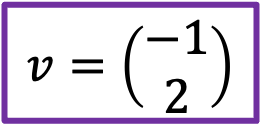 v = (−1
2)